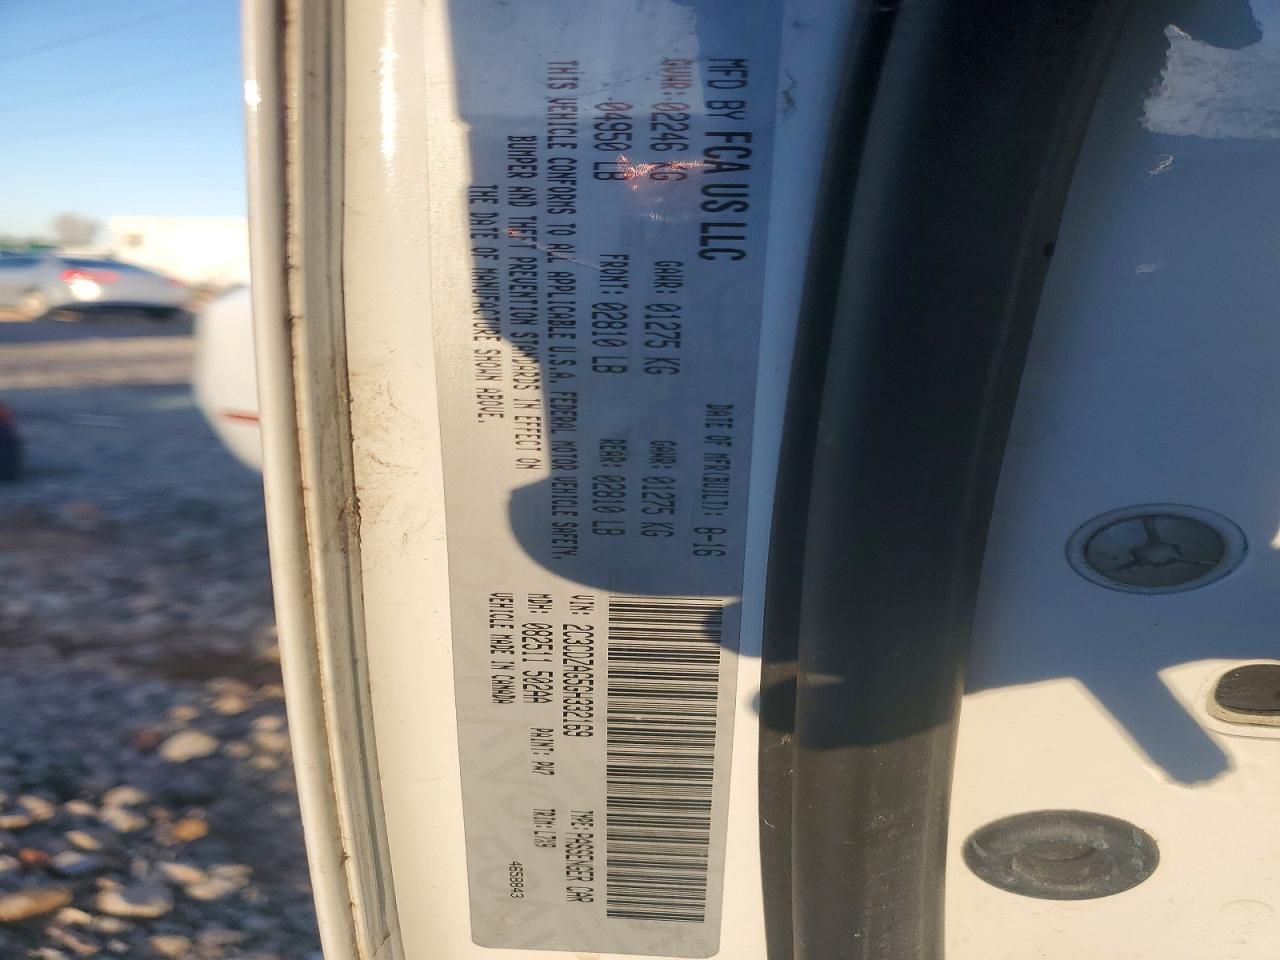 MFD BY FCA US LLC
DATE OF MFR(BUILT): 8-16
GVWR: 02246 KG GAWR: 01275 KG GAWR: 01275 KG
04950 LB FRONT: 02810 LB REAR: 02810 LB
THIS VEHICLE CONFORMS TO ALL APPLICABLE U.S.A. FEDERAL MOTOR VEHICLE SAFETY,
BUMPER AND THEFT PREVENTION STANDARDS IN EFFECT ON
THE DATE OF MANUFACTURE SHOWN ABOVE.
VIN: 2C3CDZAG5GH332169 TYPE: PASSENGER CAR
MDH: 082511 502AA PAINT: PW7 TRIM: L7X9
VEHICLE MADE IN CANADA 4658843